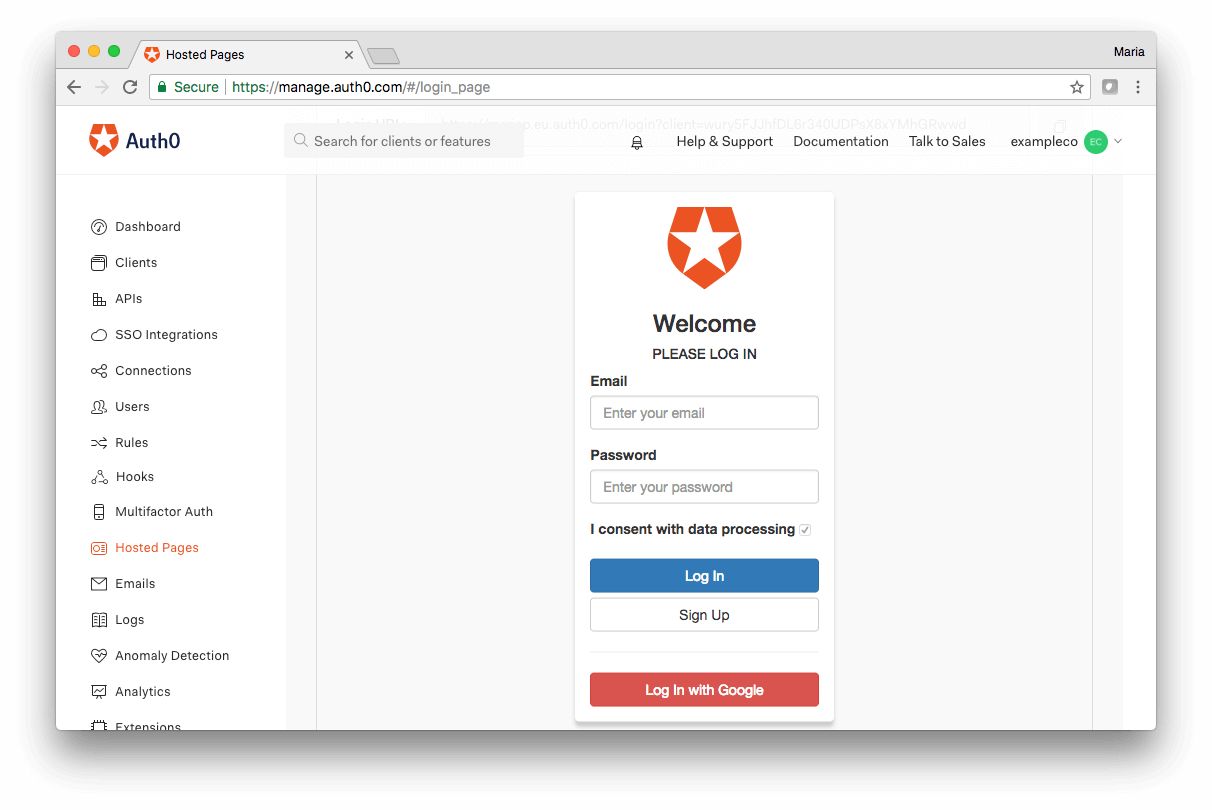 Hosted Pages
Maria
Secure https://manage.auth0.com/#/login_page
Auth0
Search for clients or features
Help & Support
Documentation
Talk to Sales
exampleco
EC
Dashboard
Clients
APIs
SSO Integrations
Connections
Users
Rules
Hooks
Multifactor Auth
Hosted Pages
Emails
Logs
Anomaly Detection
Analytics
Extensions
Welcome
PLEASE LOG IN
Email
Enter your email
Password
Enter your password
I consent with data processing
Log In
Sign Up
Log In with Google